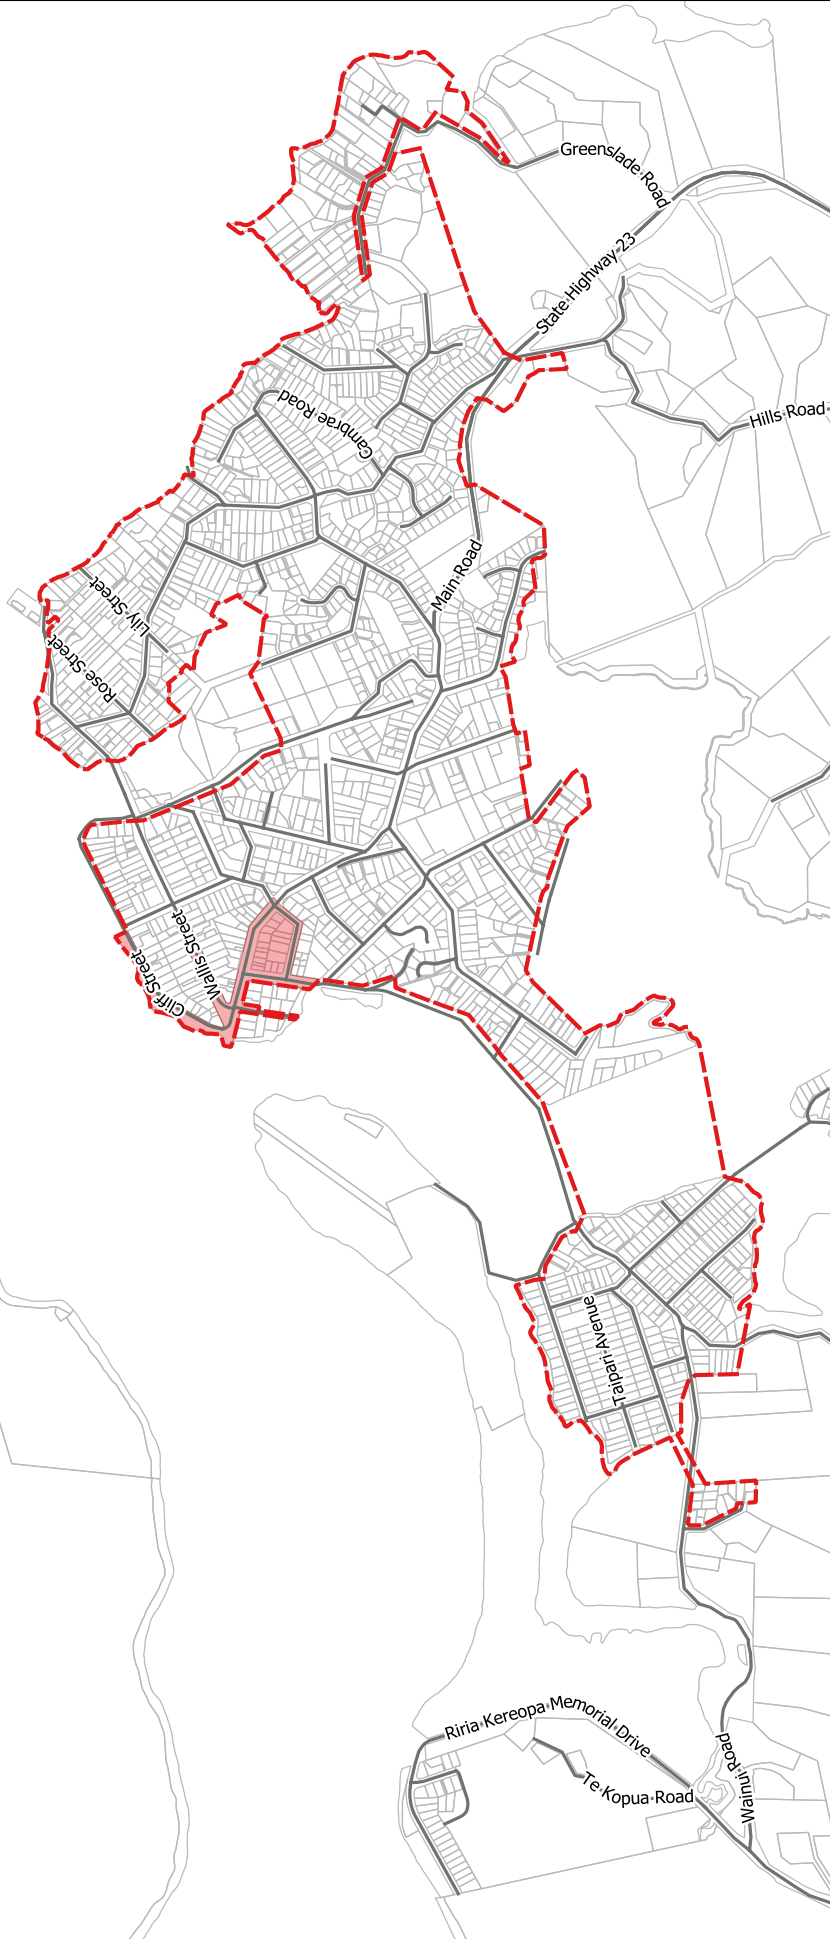 Greenslade Road
State Highway 23
Hills Road
Cambrae Road
Main Road
Lily Street
Rose Street
Wallis Street
Cliff Street
Taipari Avenue
Riria Kereopa Memorial Drive
Te Kopua Road
Wainui Road